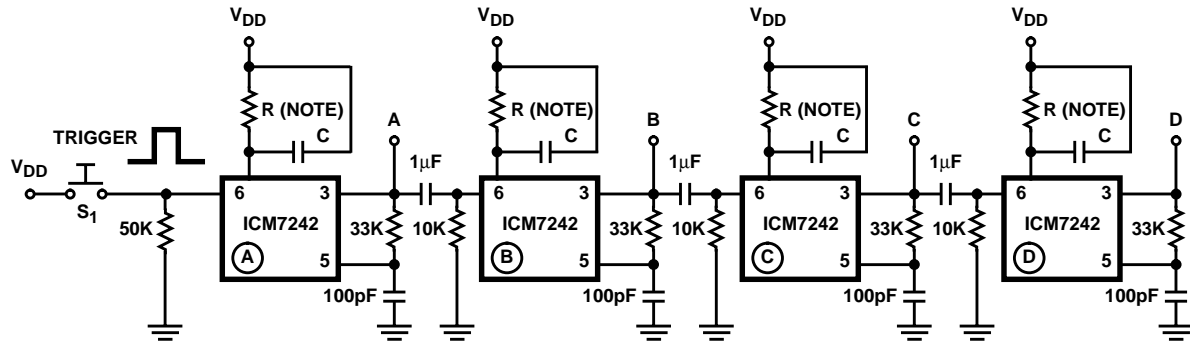 VDD VDD VDD VDD
R (NOTE) R (NOTE) R (NOTE) R (NOTE)
C C C C
A B C D
TRIGGER
VDD
S1
1μF 1μF 1μF
6 3 6 3 6 3 6 3
ICM7242 ICM7242 ICM7242 ICM7242
50K 33K 10K 33K 10K 33K 10K 33K
A 5 B 5 C 5 D 5
100pF 100pF 100pF 100pF